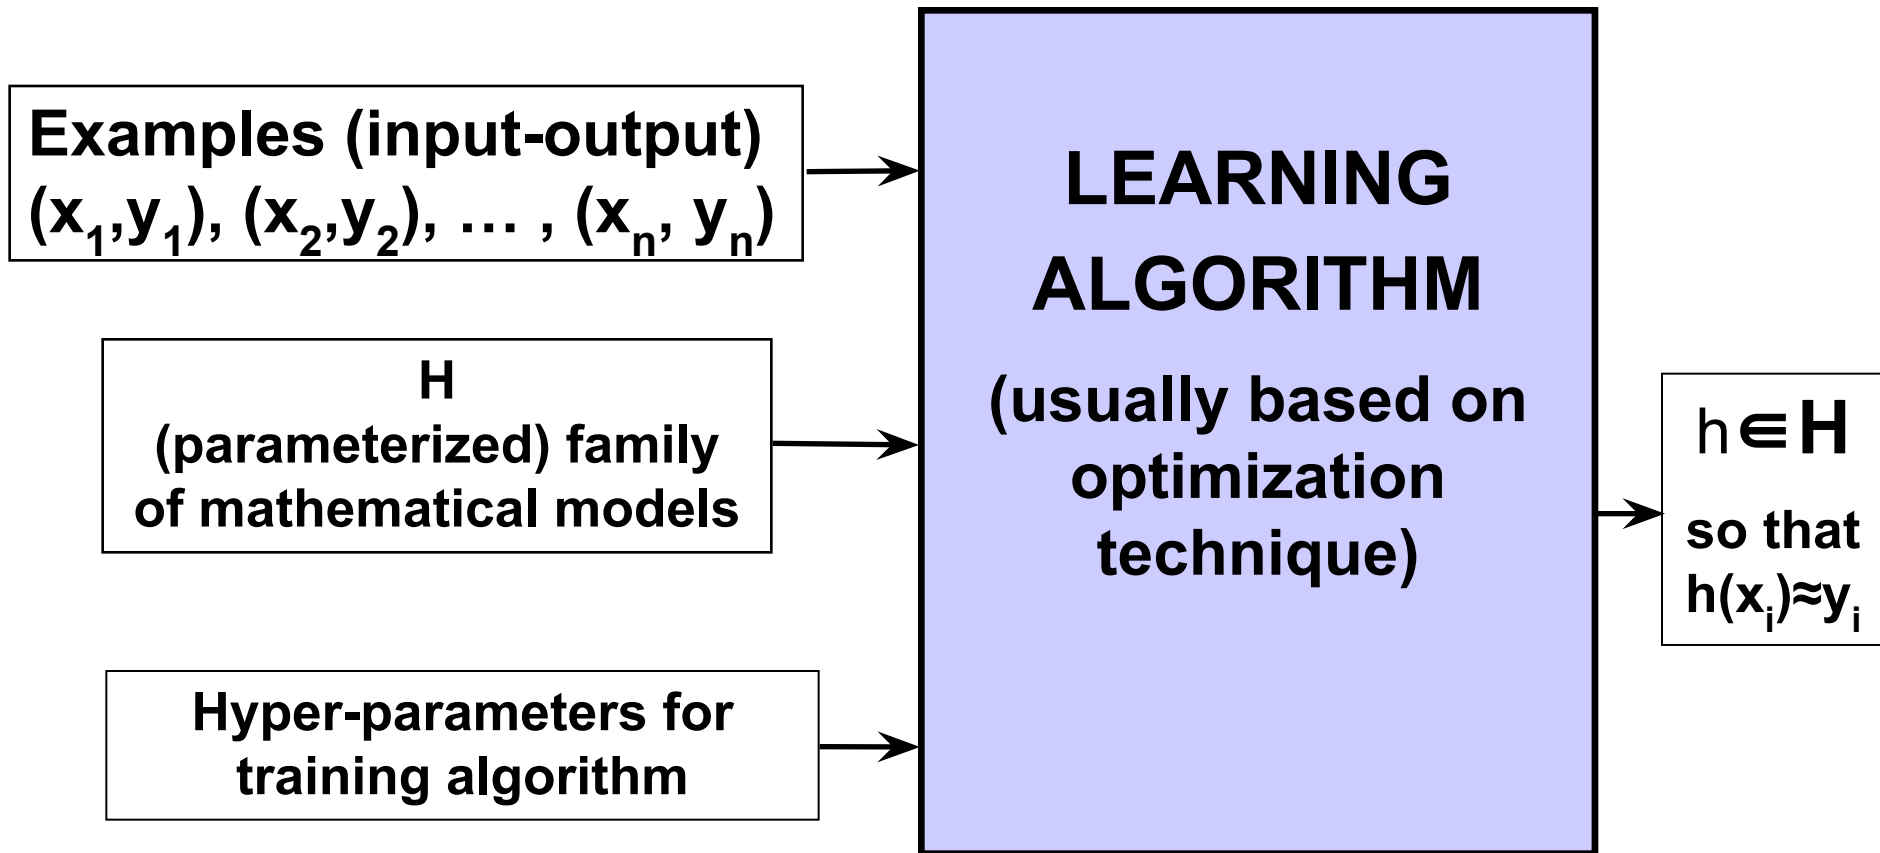 Examples (input-output)
(x₁,y₁), (x₂,y₂), … , (xₙ, yₙ)
H
(parameterized) family
of mathematical models
Hyper-parameters for
training algorithm
LEARNING
ALGORITHM
(usually based on
optimization
technique)
h∈H
so that
h(xᵢ)≈yᵢ